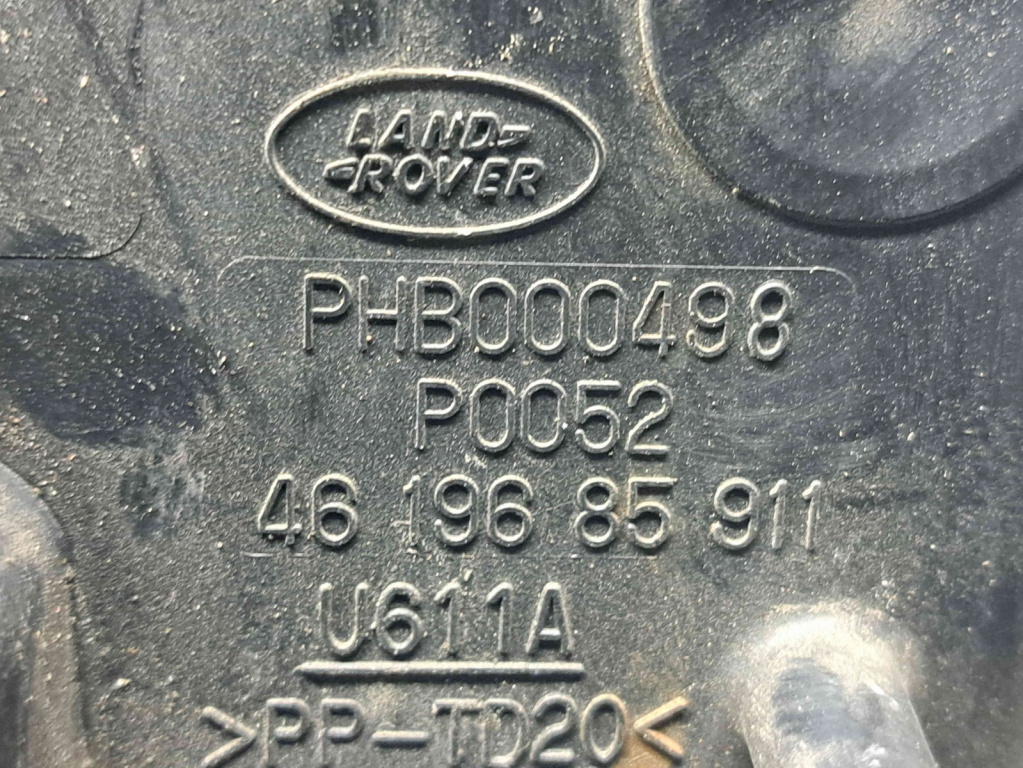 LAND-
-ROVER
PHB000498
P0052
46 196 85 911
U611A
>PP-TD20<